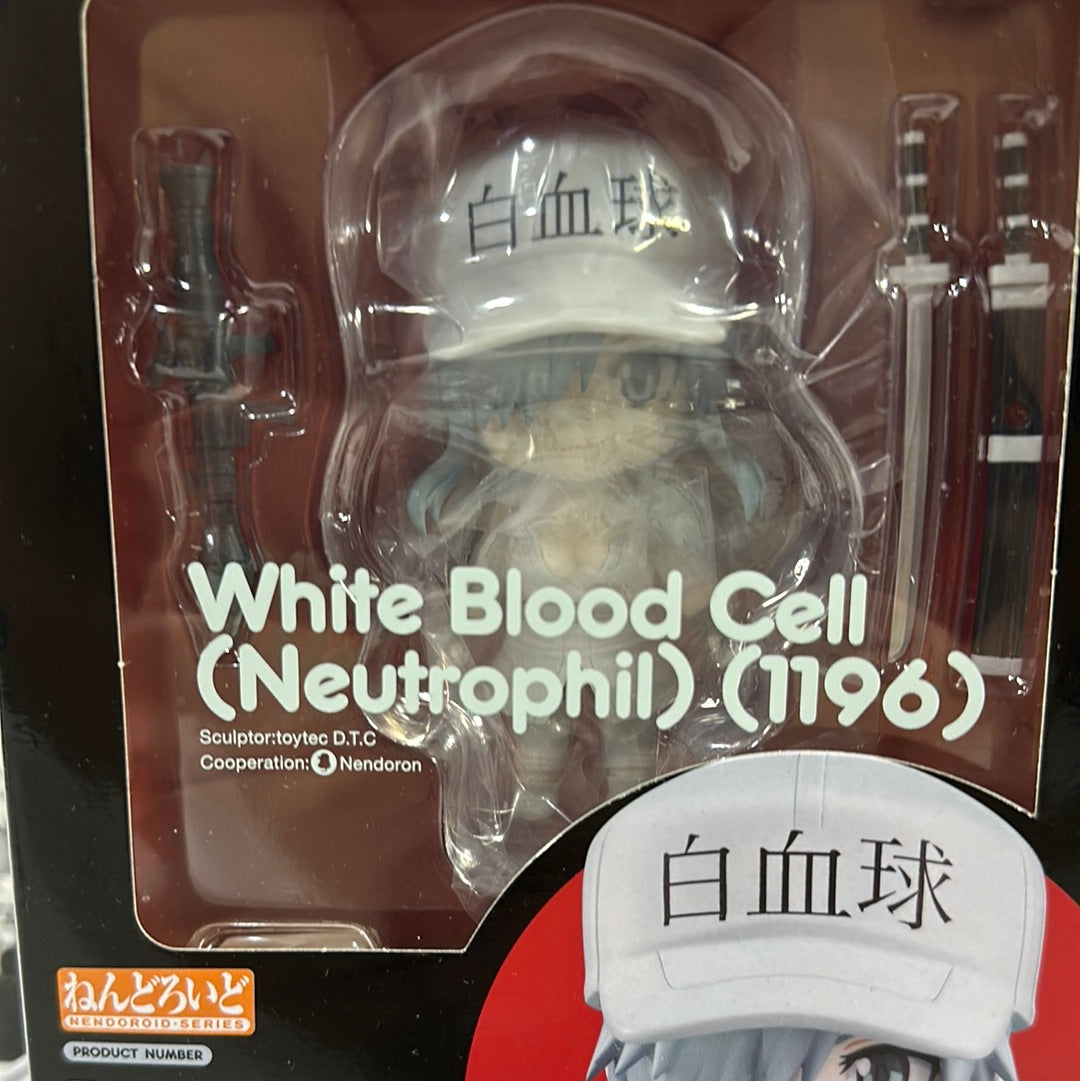 白血球
White Blood Cell
(Neutrophil) (1196)
Sculptor:toytec D.T.C
Cooperation: Nendoron
白血球
ねんどろいど
NENDOROID・SERIES
PRODUCT NUMBER